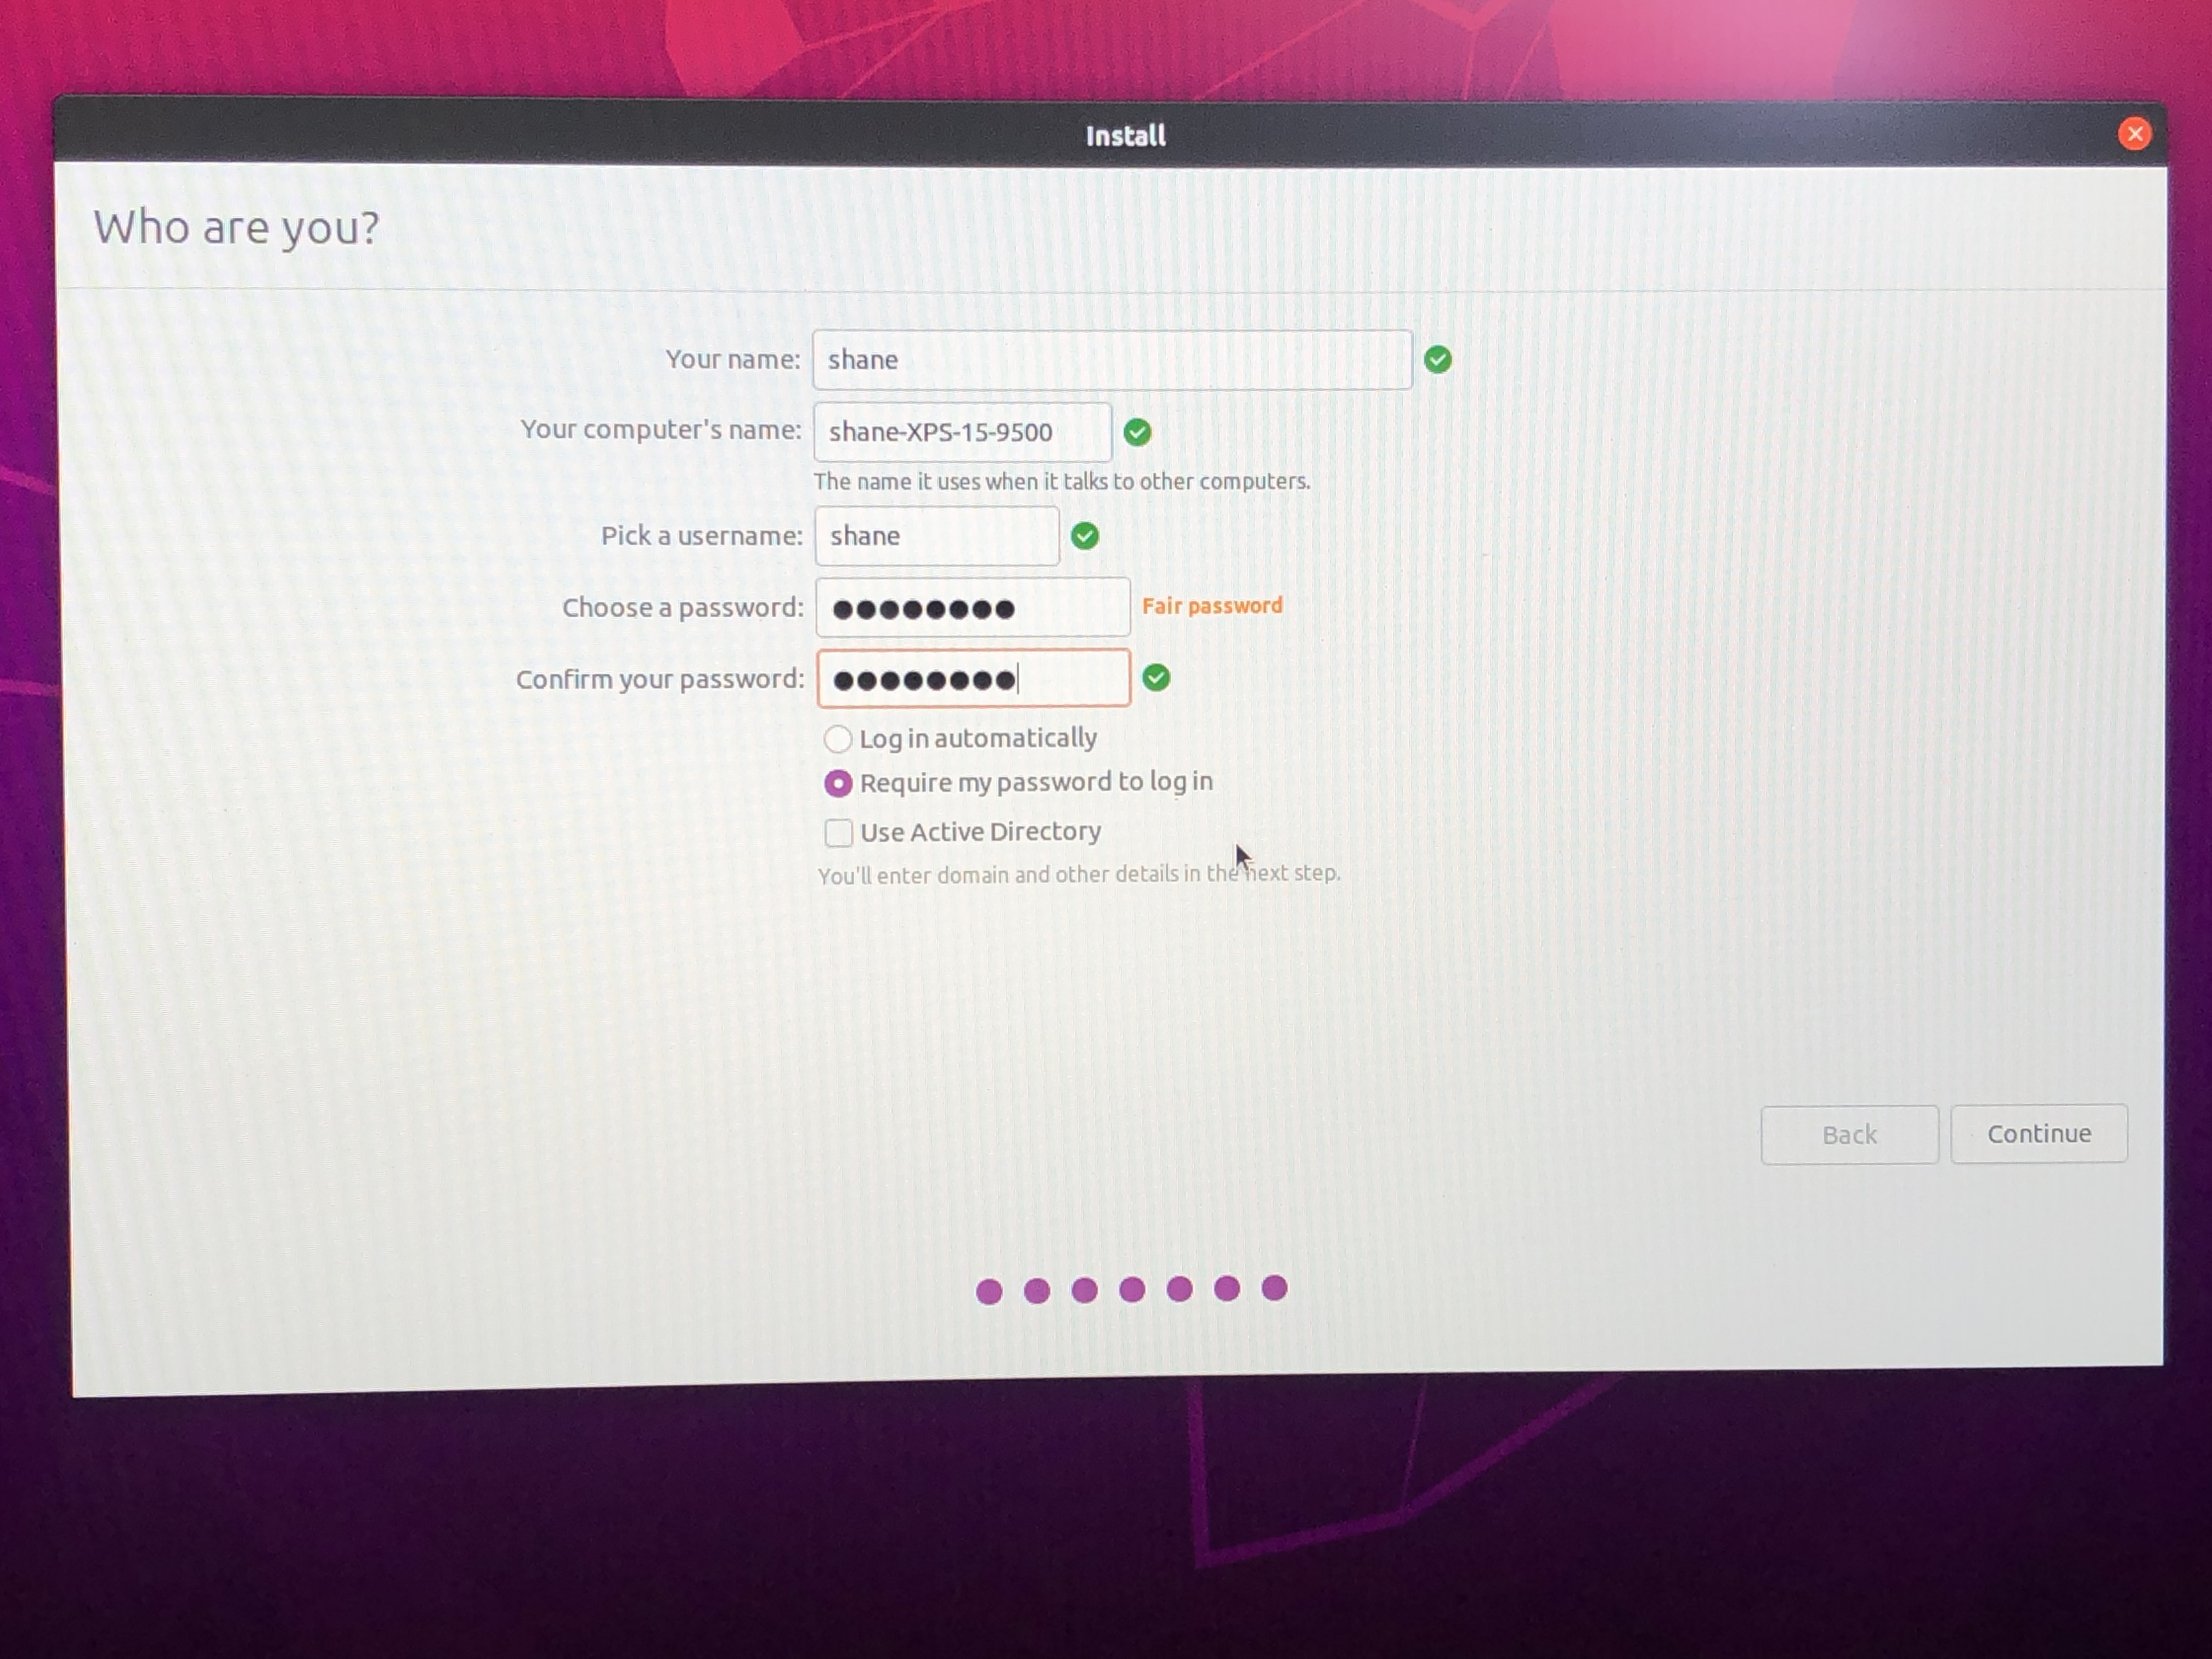 Install
Who are you?
Your name: shane
Your computer's name: shane-XPS-15-9500
The name it uses when it talks to other computers.
Pick a username: shane
Choose a password: ●●●●●●●● Fair password
Confirm your password: ●●●●●●●●
Log in automatically
Require my password to log in
Use Active Directory
You'll enter domain and other details in the next step.
Back Continue